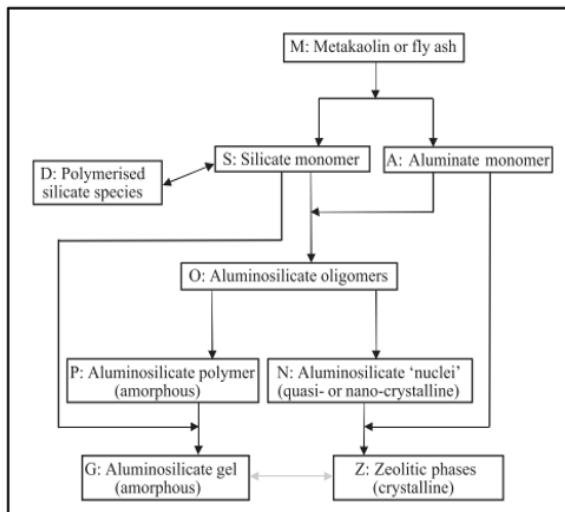 M: Metakaolin or fly ash
S: Silicate monomer
A: Aluminate monomer
D: Polymerised
silicate species
O: Aluminosilicate oligomers
P: Aluminosilicate polymer
(amorphous)
N: Aluminosilicate ‘nuclei’
(quasi- or nano-crystalline)
G: Aluminosilicate gel
(amorphous)
Z: Zeolitic phases
(crystalline)